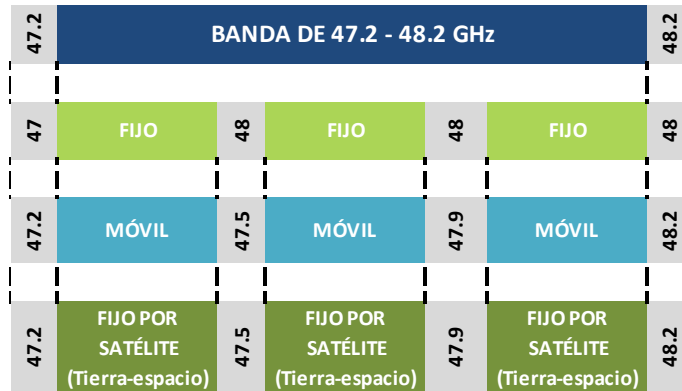 47.2 BANDA DE 47.2 - 48.2 GHz 48.2
47 FIJO 48 FIJO 48 FIJO 48
47.2 MÓVIL 47.5 MÓVIL 47.9 MÓVIL 48.2
47.2 FIJO POR SATÉLITE (Tierra-espacio) 47.5 FIJO POR SATÉLITE (Tierra-espacio) 47.9 FIJO POR SATÉLITE (Tierra-espacio) 48.2